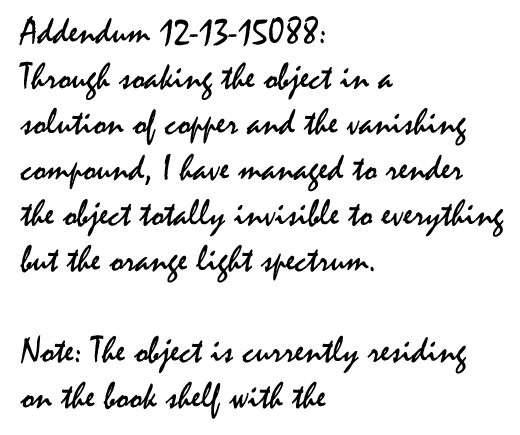 Addendum 12-13-15088:
Through soaking the object in a
solution of copper and the vanishing
compound, I have managed to render
the object totally invisible to everything
but the orange light spectrum.
Note: The object is currently residing
on the book shelf with the